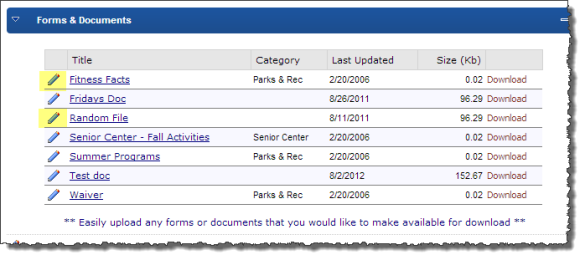 Forms & Documents
Title Category Last Updated Size (Kb)
Fitness Facts Parks & Rec 2/20/2006 0.02 Download
Fridays Doc 8/26/2011 96.29 Download
Random File 8/11/2011 96.29 Download
Senior Center - Fall Activities Senior Center 2/20/2006 0.02 Download
Summer Programs Parks & Rec 2/20/2006 0.02 Download
Test doc 8/2/2012 152.67 Download
Waiver Parks & Rec 2/20/2006 0.02 Download
** Easily upload any forms or documents that you would like to make available for download **